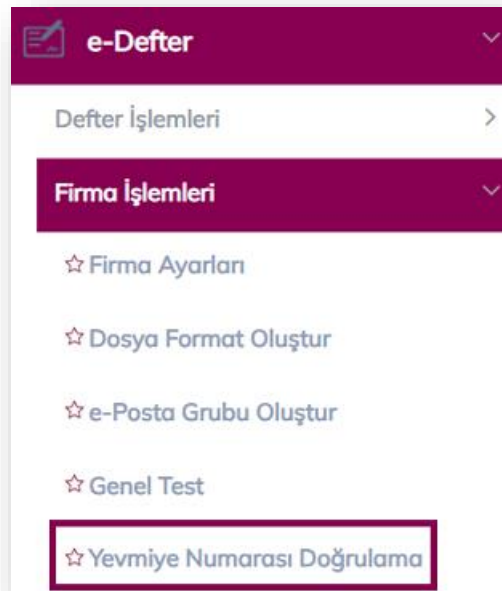 e-Defter
Defter İşlemleri
Firma İşlemleri
Firma Ayarları
Dosya Format Oluştur
e-Posta Grubu Oluştur
Genel Test
Yevmiye Numarası Doğrulama